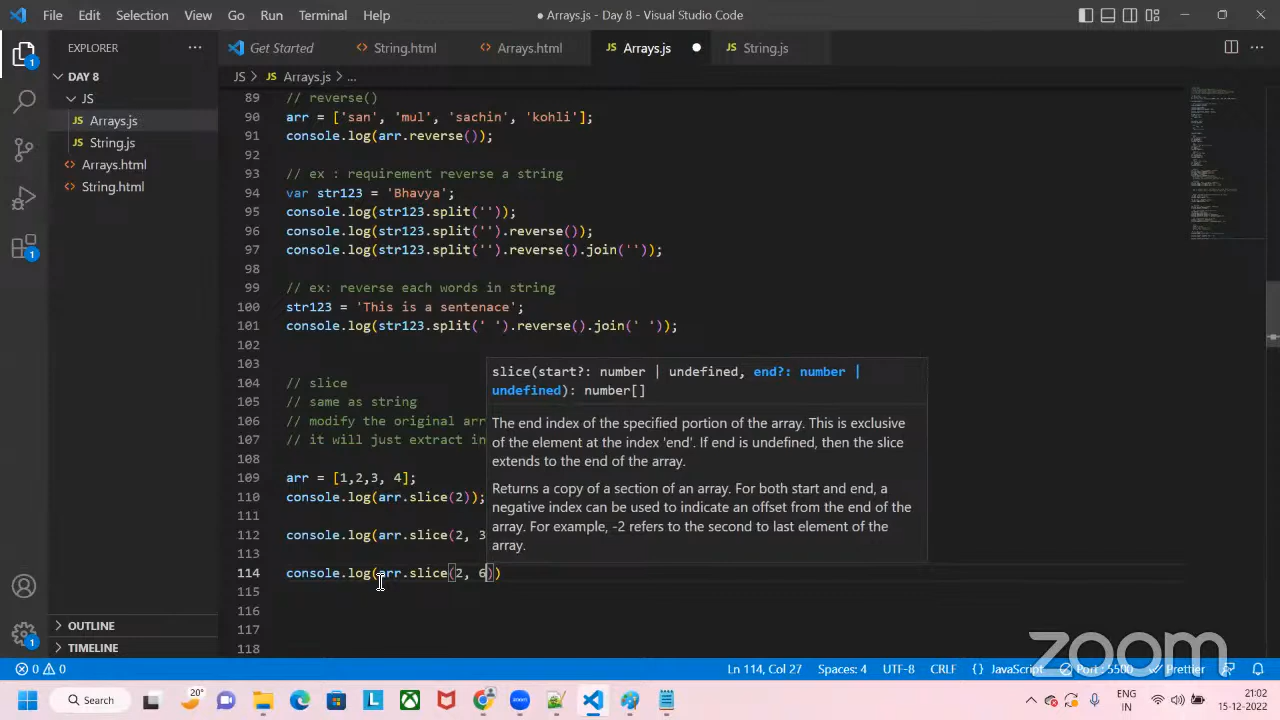 File Edit Selection View Go Run Terminal Help
● Arrays.js - Day 8 - Visual Studio Code
EXPLORER
Get Started
<> String.html
<> Arrays.html
JS Arrays.js
JS String.js
1
DAY 8
JS
JS Arrays.js
JS String.js
<> Arrays.html
<> String.html
1
JS > JS Arrays.js > ...
89 // reverse()
90 arr = ['san', 'mul', 'sachin', 'kohli'];
91 console.log(arr.reverse());
92
93 // ex : requirement reverse a string
94 var str123 = 'Bhavya';
95 console.log(str123.split(''));
96 console.log(str123.split('').reverse());
97 console.log(str123.split('').reverse().join(''));
98
99 // ex: reverse each words in string
100 str123 = 'This is a sentenace';
101 console.log(str123.split(' ').reverse().join(' '));
102
103
104 // slice
105 // same as string
106 // modify the original arr
107 // it will just extract in
108
109 arr = [1,2,3, 4];
110 console.log(arr.slice(2));
111
112 console.log(arr.slice(2, 3
113
114 console.log(arr.slice(2, 6))
115
116
117
118
slice(start?: number | undefined, end?: number |
undefined): number[]
The end index of the specified portion of the array. This is exclusive
of the element at the index 'end'. If end is undefined, then the slice
extends to the end of the array.
Returns a copy of a section of an array. For both start and end, a
negative index can be used to indicate an offset from the end of the
array. For example, -2 refers to the second to last element of the
array.
OUTLINE
TIMELINE
1
zoom
0 0
Ln 114, Col 27 Spaces: 4 UTF-8 CRLF {} JavaScript Port : 5500 Prettier
Search
20°
ENG
IN
21:02
15-12-2022